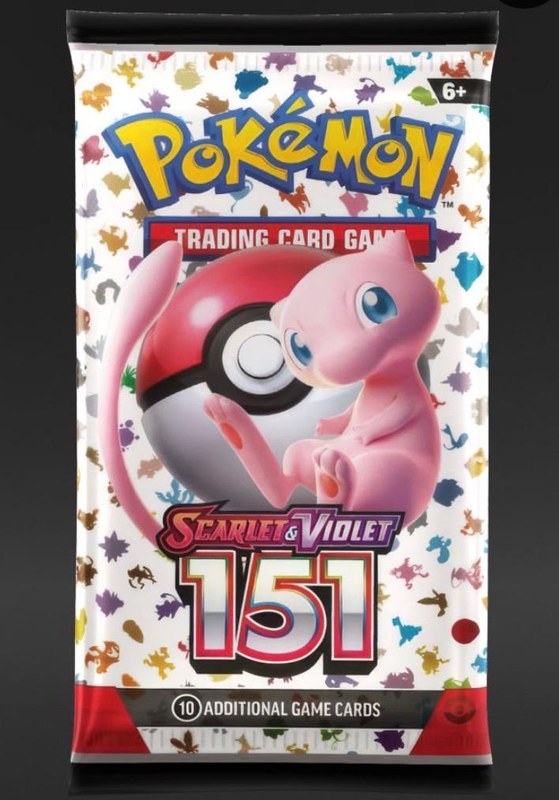 6+
POKéMON
™
TRADING CARD GAME
SCARLET & VIOLET
151
10 ADDITIONAL GAME CARDS